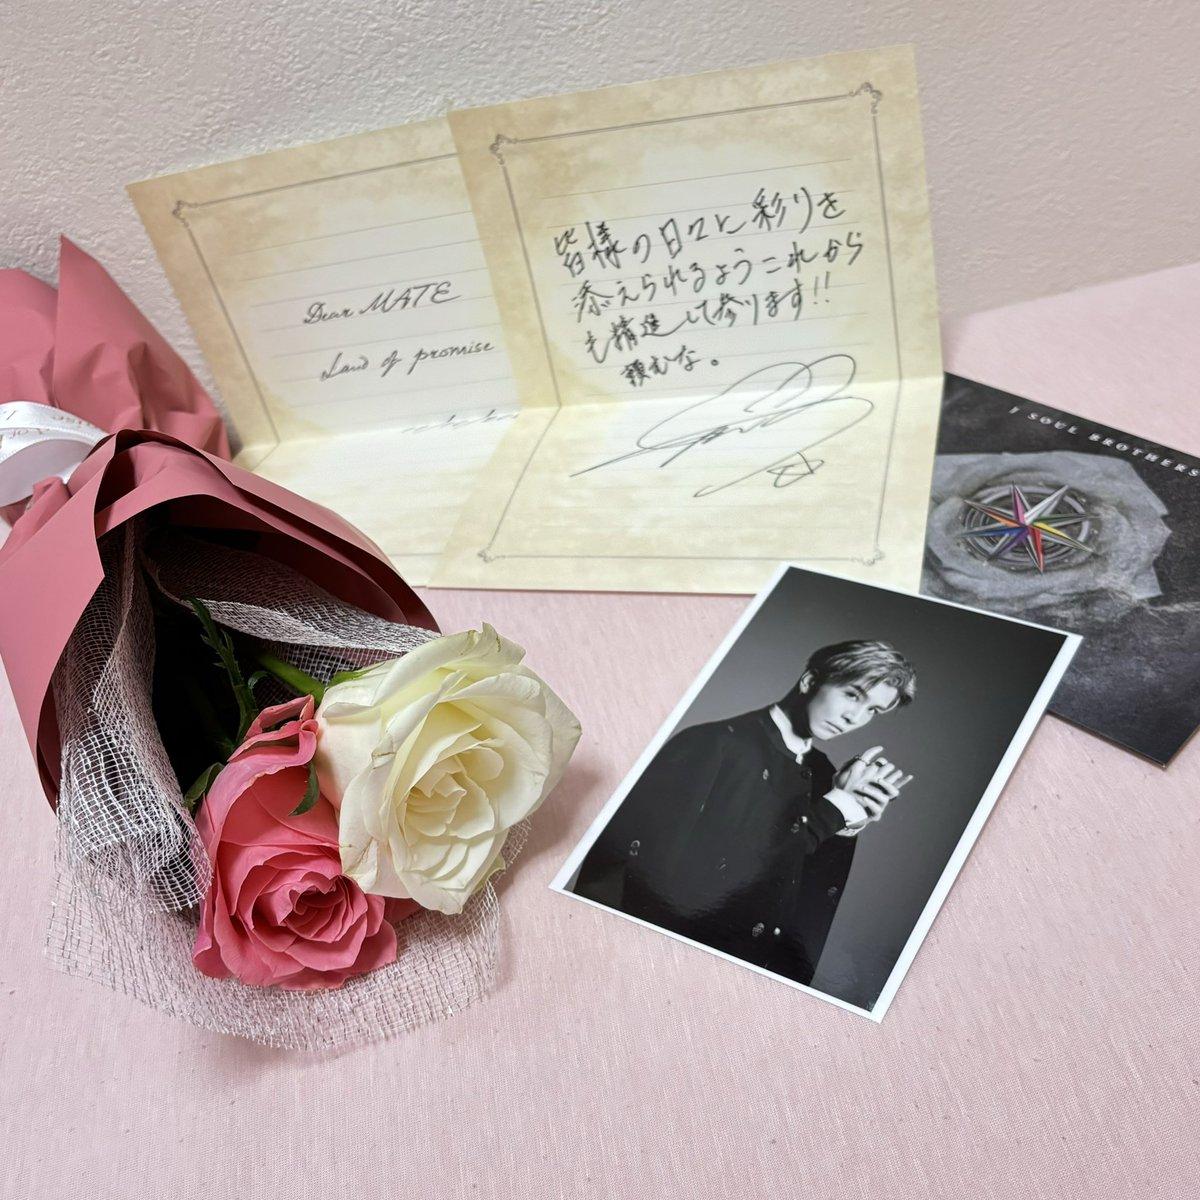 Dear MATE
Land of promise
皆様の日々に彩りを
添えられるようこれから
も精進して参ります!!
頼むな。
J SOUL BROTHERS